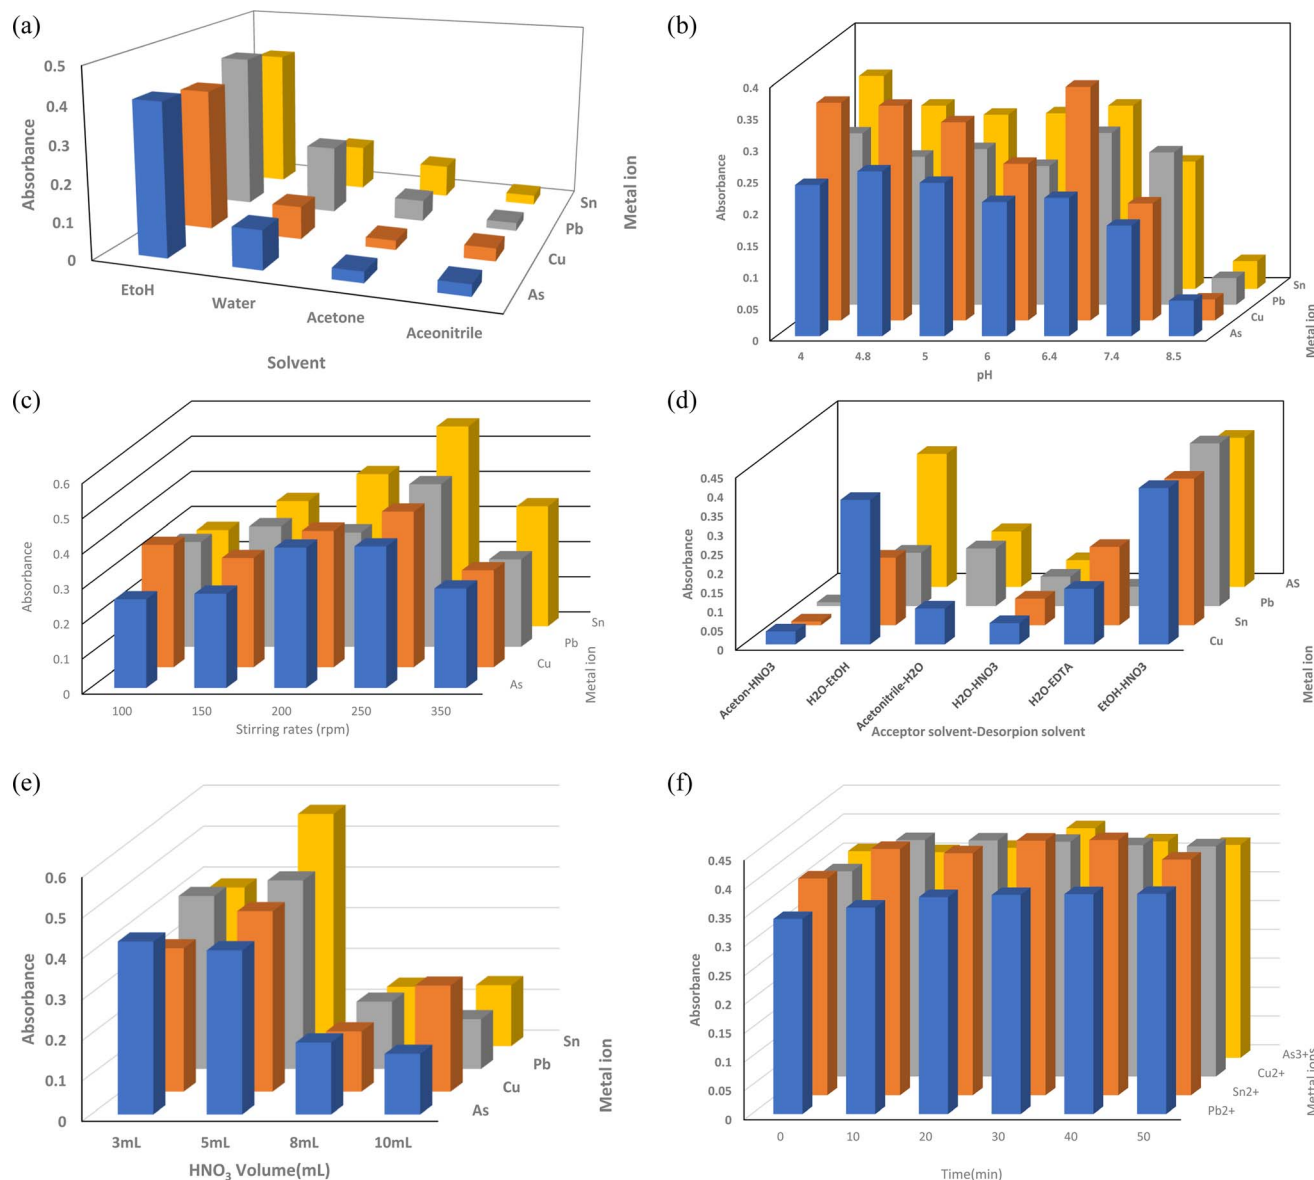 (a)
0.5
0.4
0.3
0.2
0.1
0
Absorbance
EtoH
Water
Acetone
Aceonitrile
Solvent
As
Cu
Pb
Sn
Metal ion
(b)
0.4
0.35
0.3
0.25
0.2
0.15
0.1
0.05
0
Absorbance
4
4.8
5
6
6.4
7.4
8.5
pH
As
Cu
Pb
Sn
Metal ion
(c)
0.6
0.5
0.4
0.3
0.2
0.1
0
Absorbance
100
150
200
250
350
Stirring rates (rpm)
As
Cu
Pb
Sn
Metal ion
(d)
0.45
0.4
0.35
0.3
0.25
0.2
0.15
0.1
0.05
0
Absorbance
Aceton-HNO3
H2O-EtOH
Acetonitrile-H2O
H2O-HNO3
H2O-EDTA
EtOH-HNO3
Acceptor solvent-Desorpion solvent
Cu
Sn
Pb
AS
Metal ion
(e)
0.6
0.5
0.4
0.3
0.2
0.1
0
Absorbance
3mL
5mL
8mL
10mL
HNO3 Volume(mL)
As
Cu
Pb
Sn
Metal ion
(f)
0.45
0.4
0.35
0.3
0.25
0.2
0.15
0.1
0.05
0
Absorbance
0
10
20
30
40
50
Time(min)
Pb2+
Sn2+
Cu2+
As3+
Mettal ions